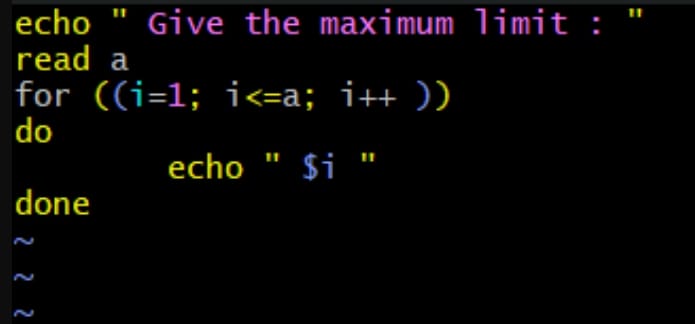 echo " Give the maximum limit : "
read a
for ((i=1; i<=a; i++ ))
do
        echo " $i "
done
~
~
~